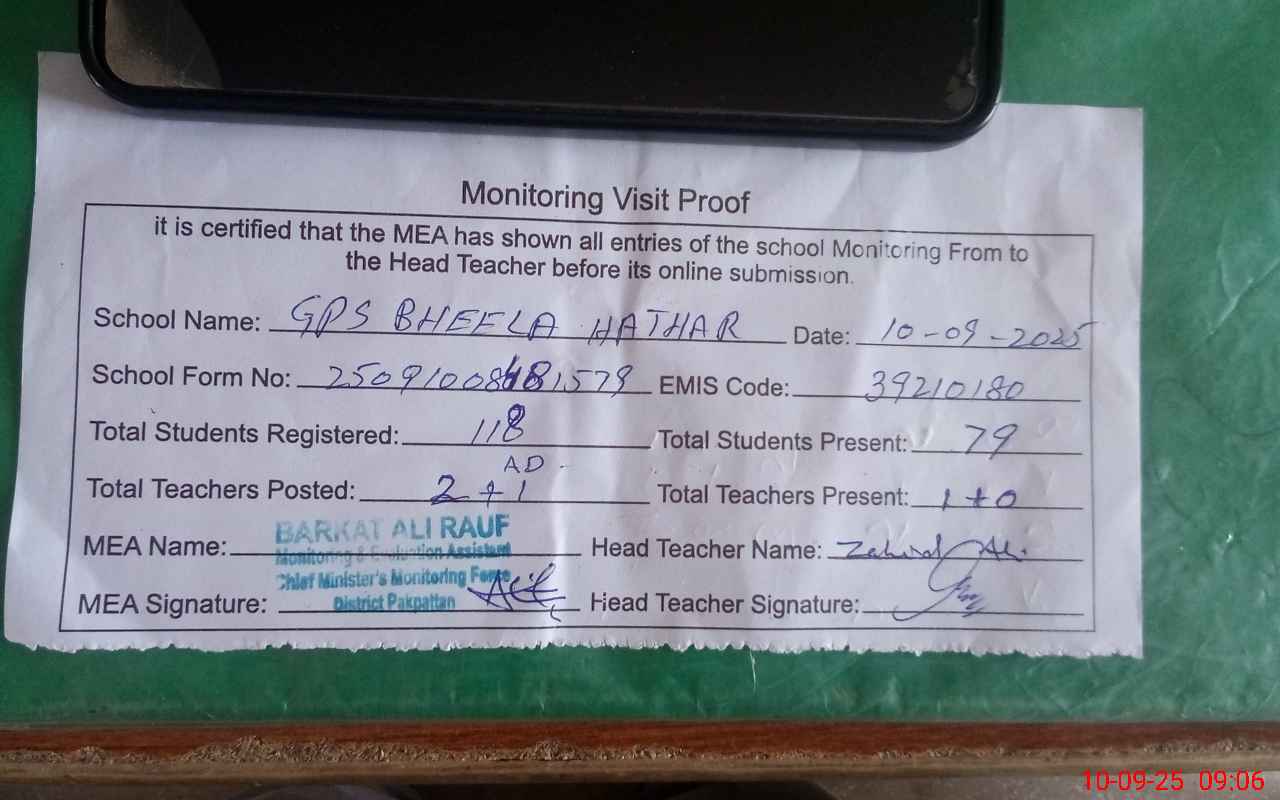 Monitoring Visit Proof
it is certified that the MEA has shown all entries of the school Monitoring From to
the Head Teacher before its online submission.
School Name: GPS BHEELA HATHAR Date: 10-09-2025
School Form No: EMIS Code: 39210180
Total Students Registered: 118 Total Students Present: 79
AD
Total Teachers Posted: 2+1 Total Teachers Present: 1+0
BARKAT ALI RAUF
MEA Name: Head Teacher Name: Zahid Ali
Monitoring & Evaluation Assistant
Chief Minister's Monitoring Force
MEA Signature: District Pakpattan Head Teacher Signature:
10-09-25 09:06